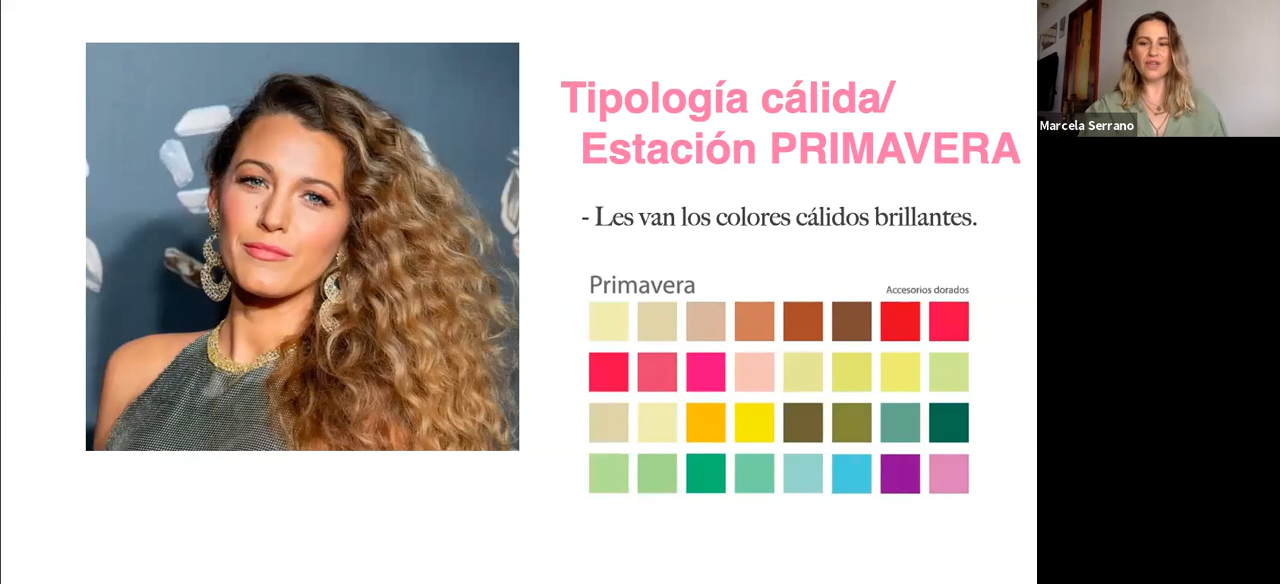 Tipología cálida/
Estación PRIMAVERA
- Les van los colores cálidos brillantes.
Primavera
Accesorios dorados
Marcela Serrano